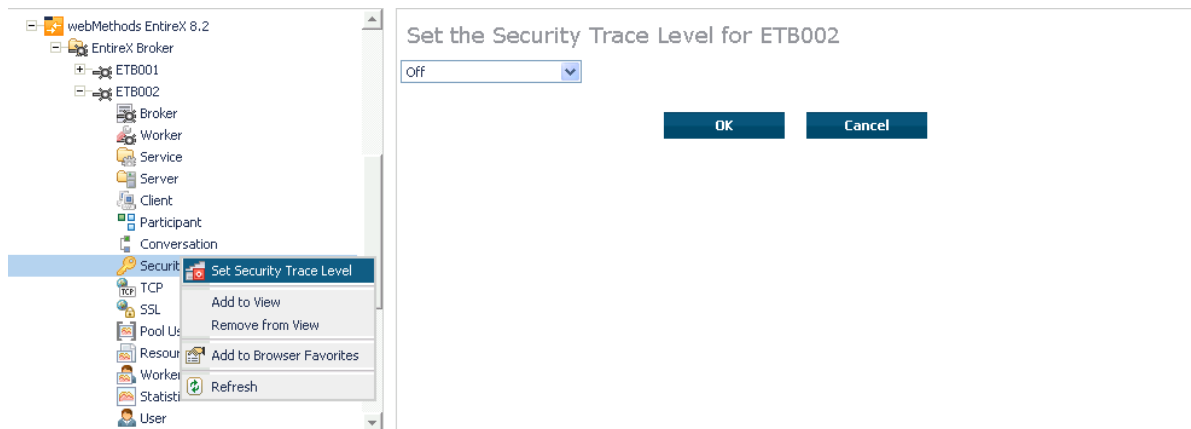 webMethods EntireX 8.2
EntireX Broker
ETB001
ETB002
Broker
Worker
Service
Server
Client
Participant
Conversation
Securit
TCP
TCP
SSL
Pool Us
Resour
Worker
Statisti
User
Set Security Trace Level
Add to View
Remove from View
Add to Browser Favorites
Refresh
Set the Security Trace Level for ETB002
Off
OK
Cancel